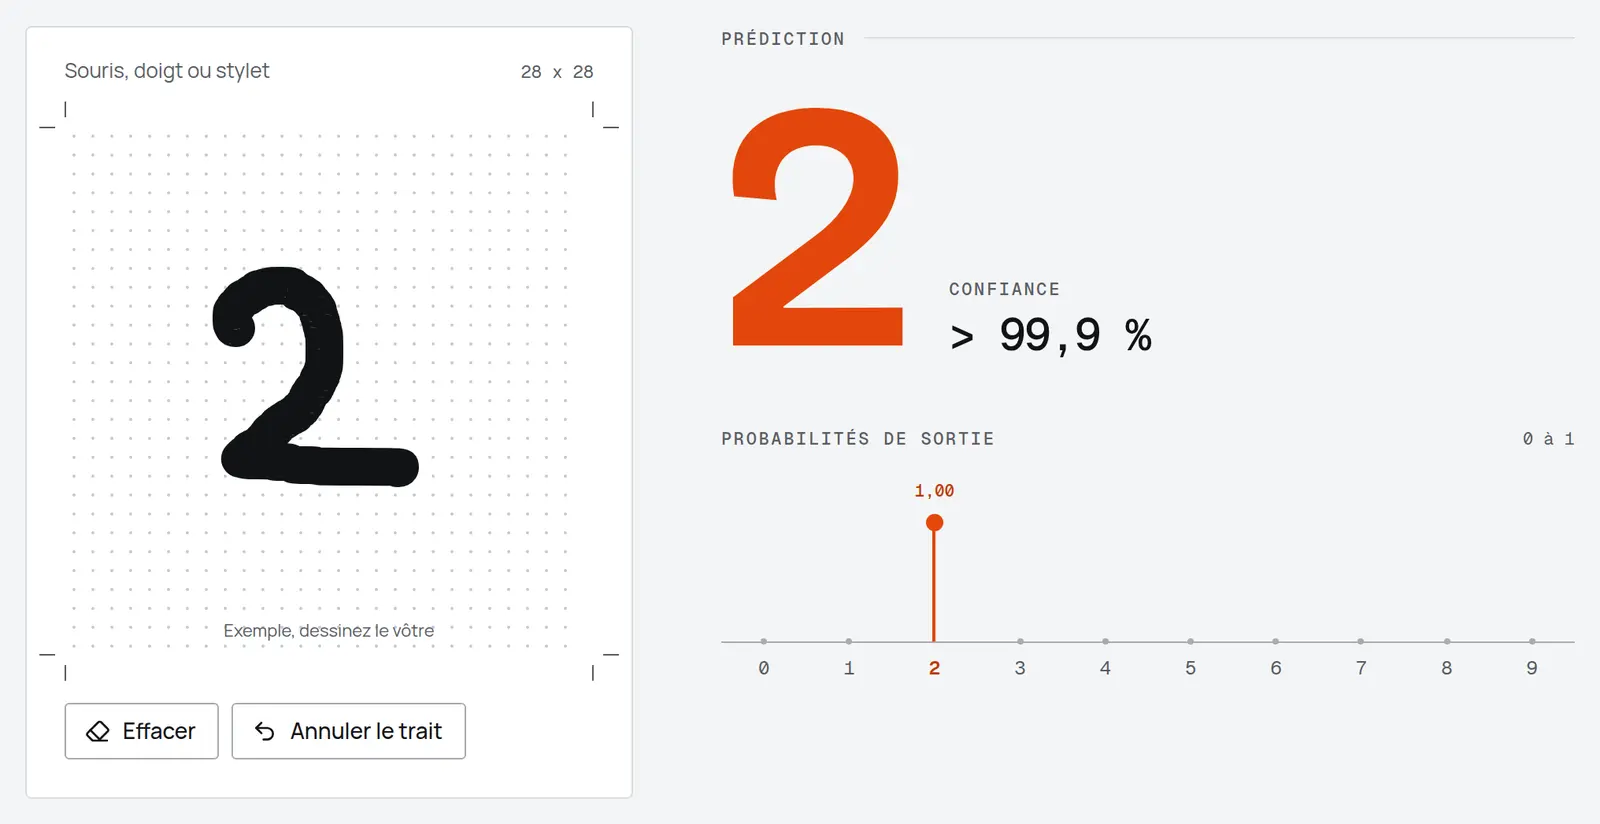 Souris, doigt ou stylet
28 x 28
2
Exemple, dessinez le vôtre
Effacer
Annuler le trait
PRÉDICTION
2
CONFIANCE
> 99,9 %
PROBABILITÉS DE SORTIE
0 à 1
1,00
0 1 2 3 4 5 6 7 8 9